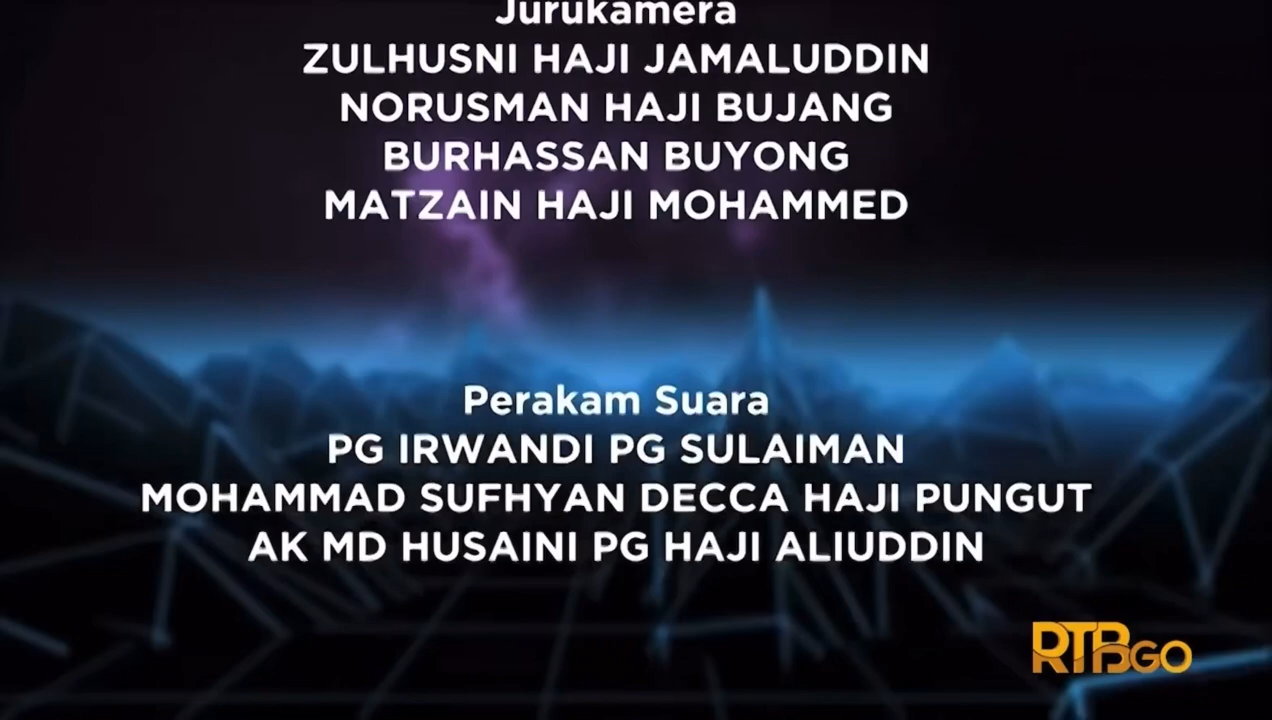 Jurukamera
ZULHUSNI HAJI JAMALUDDIN
NORUSMAN HAJI BUJANG
BURHASSAN BUYONG
MATZAIN HAJI MOHAMMED
Perakam Suara
PG IRWANDI PG SULAIMAN
MOHAMMAD SUFHYAN DECCA HAJI PUNGUT
AK MD HUSAINI PG HAJI ALIUDDIN
RTBGO